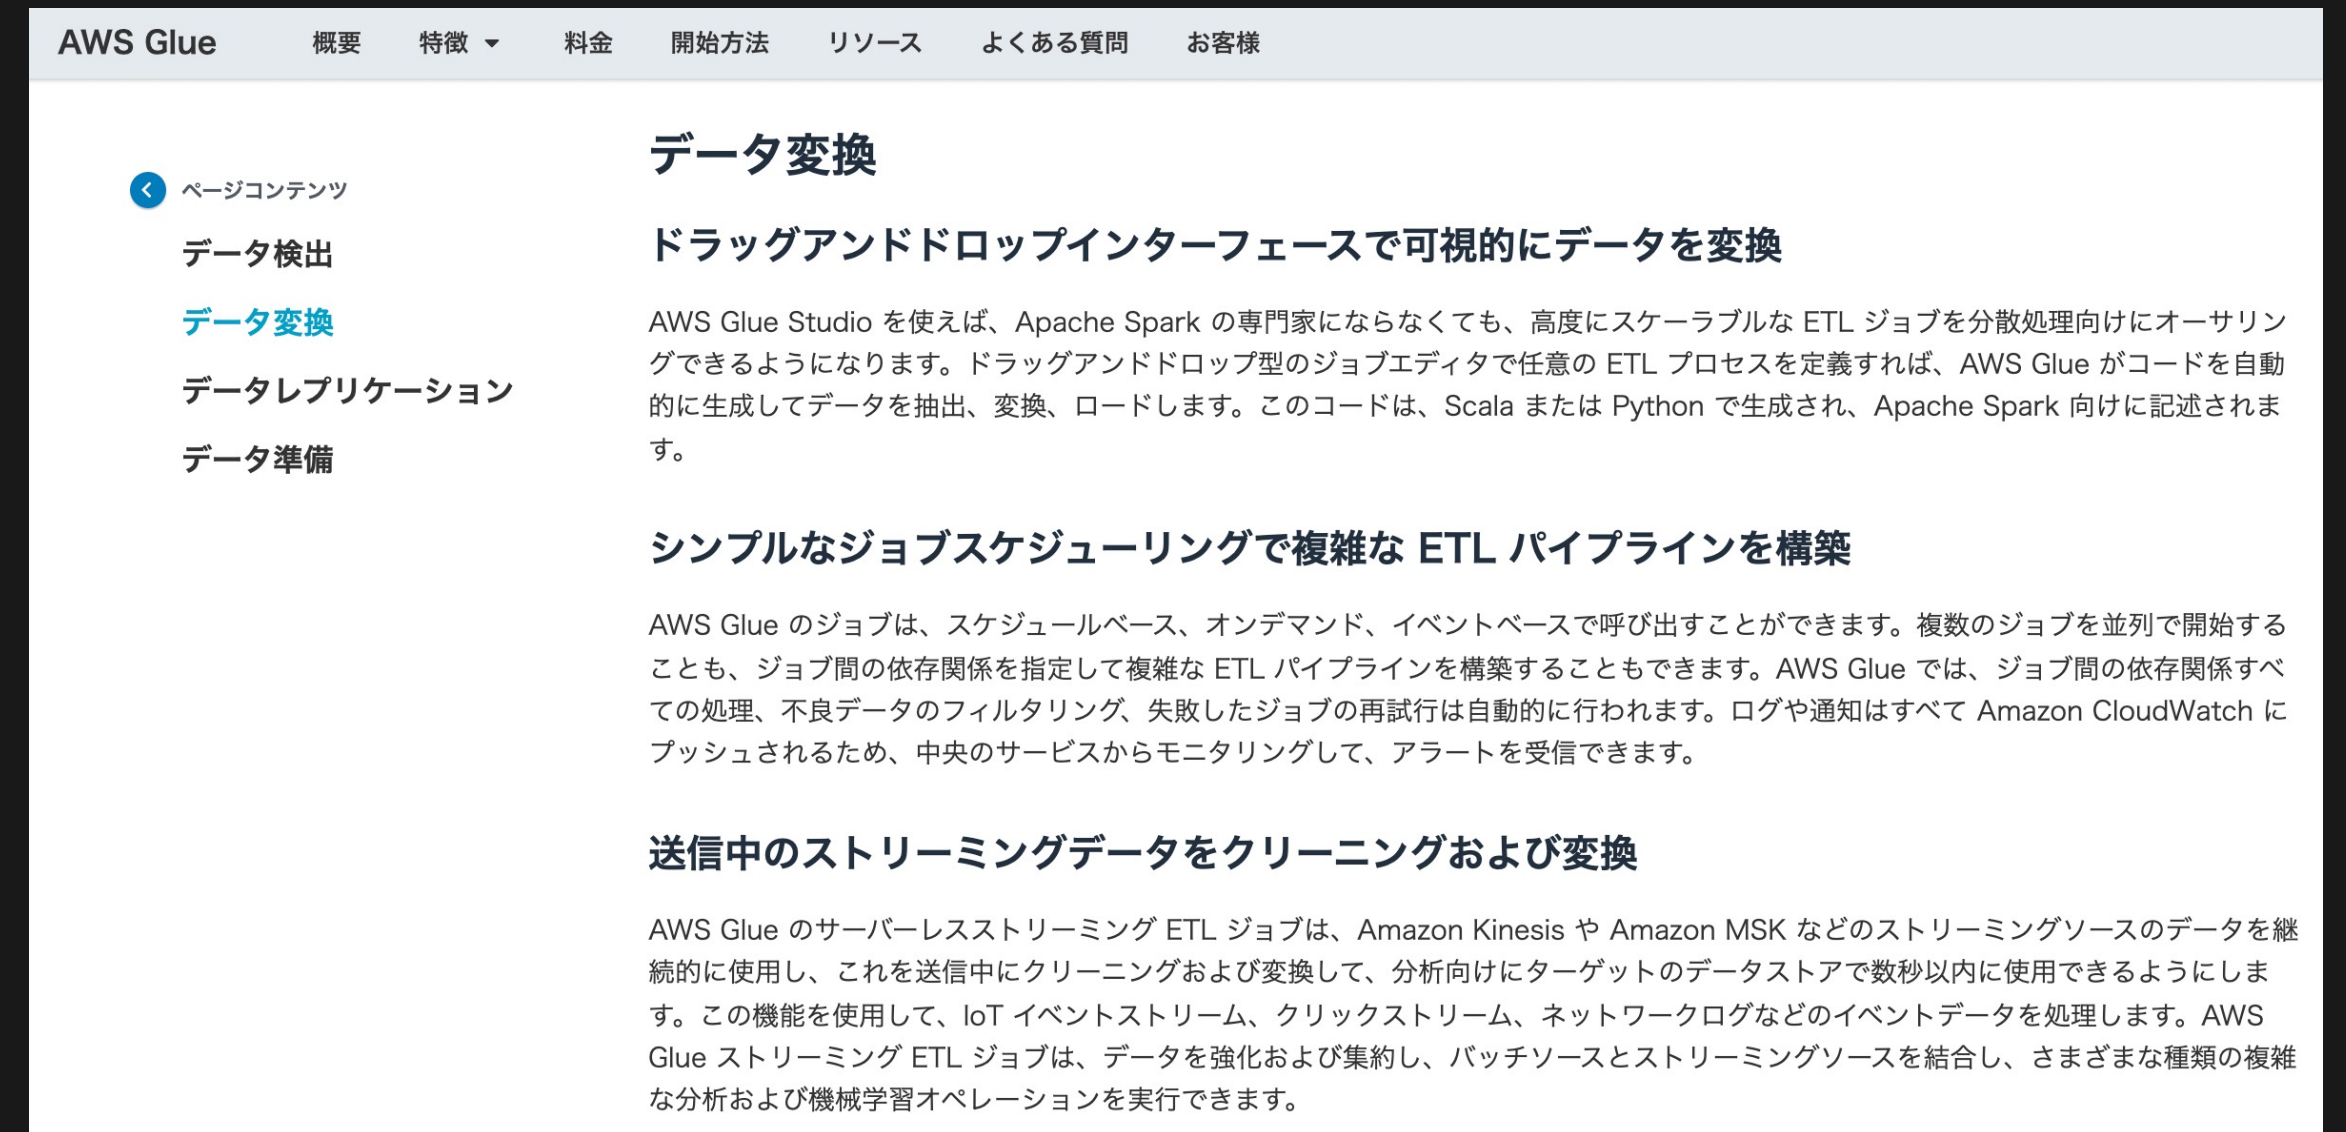 AWS Glue 概要 特徴 料金 開始方法 リソース よくある質問 お客様
ページコンテンツ
データ検出
データ変換
データレプリケーション
データ準備
データ変換
ドラッグアンドドロップインターフェースで可視的にデータを変換
AWS Glue Studio を使えば、Apache Spark の専門家にならなくても、高度にスケーラブルな ETL ジョブを分散処理向けにオーサリン
グできるようになります。ドラッグアンドドロップ型のジョブエディタで任意の ETL プロセスを定義すれば、AWS Glue がコードを自動
的に生成してデータを抽出、変換、ロードします。このコードは、Scala または Python で生成され、Apache Spark 向けに記述されま
す。
シンプルなジョブスケジューリングで複雑な ETL パイプラインを構築
AWS Glue のジョブは、スケジュールベース、オンデマンド、イベントベースで呼び出すことができます。複数のジョブを並列で開始する
ことも、ジョブ間の依存関係を指定して複雑な ETL パイプラインを構築することもできます。AWS Glue では、ジョブ間の依存関係すべ
ての処理、不良データのフィルタリング、失敗したジョブの再試行は自動的に行われます。ログや通知はすべて Amazon CloudWatch に
プッシュされるため、中央のサービスからモニタリングして、アラートを受信できます。
送信中のストリーミングデータをクリーニングおよび変換
AWS Glue のサーバーレスストリーミング ETL ジョブは、Amazon Kinesis や Amazon MSK などのストリーミングソースのデータを継
続的に使用し、これを送信中にクリーニングおよび変換して、分析向けにターゲットのデータストアで数秒以内に使用できるようにしま
す。この機能を使用して、IoT イベントストリーム、クリックストリーム、ネットワークログなどのイベントデータを処理します。AWS
Glue ストリーミング ETL ジョブは、データを強化および集約し、バッチソースとストリーミングソースを結合し、さまざまな種類の複雑
な分析および機械学習オペレーションを実行できます。